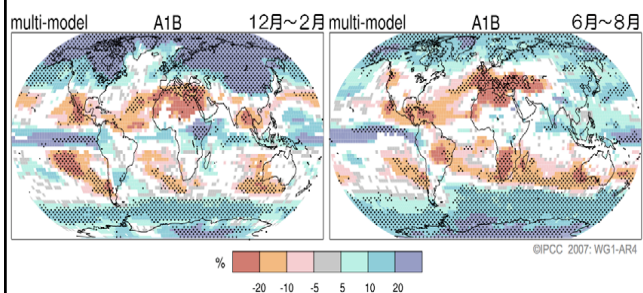 multi-model A1B 12月～2月
multi-model A1B 6月～8月
©IPCC 2007: WG1-AR4
%
-20 -10 -5 5 10 20